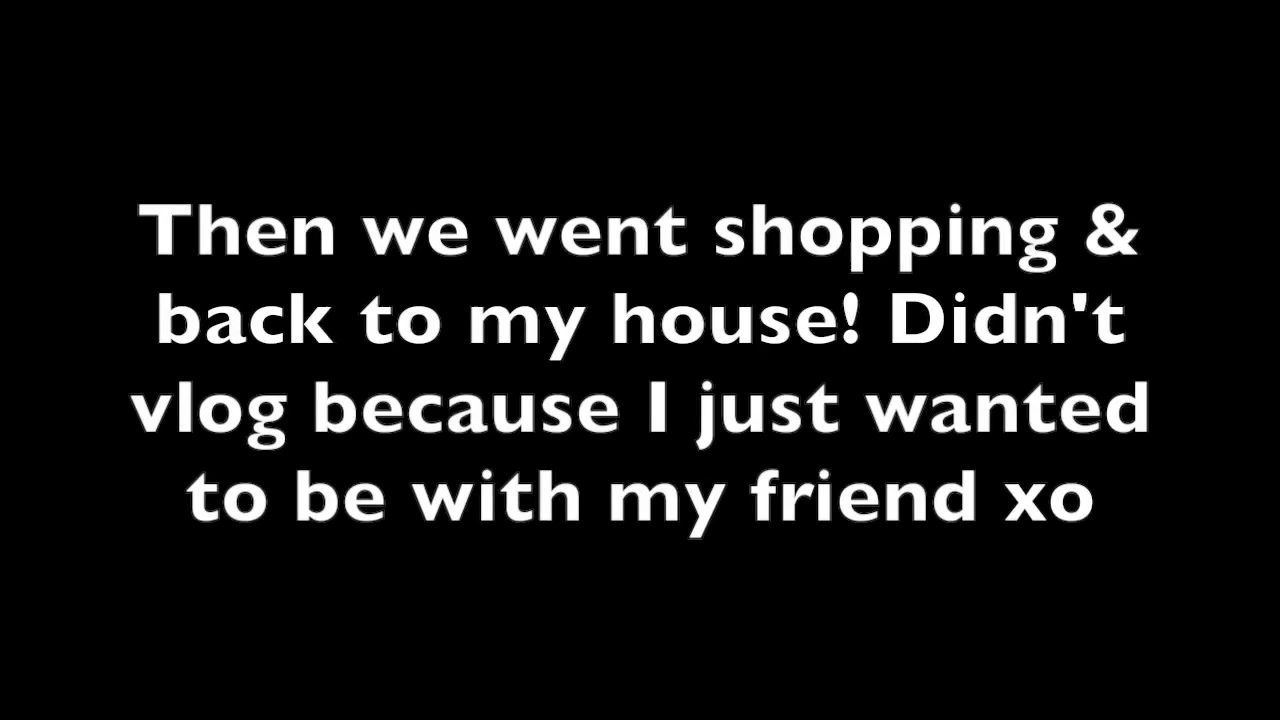 Then we went shopping &
back to my house! Didn't
vlog because I just wanted
to be with my friend xo